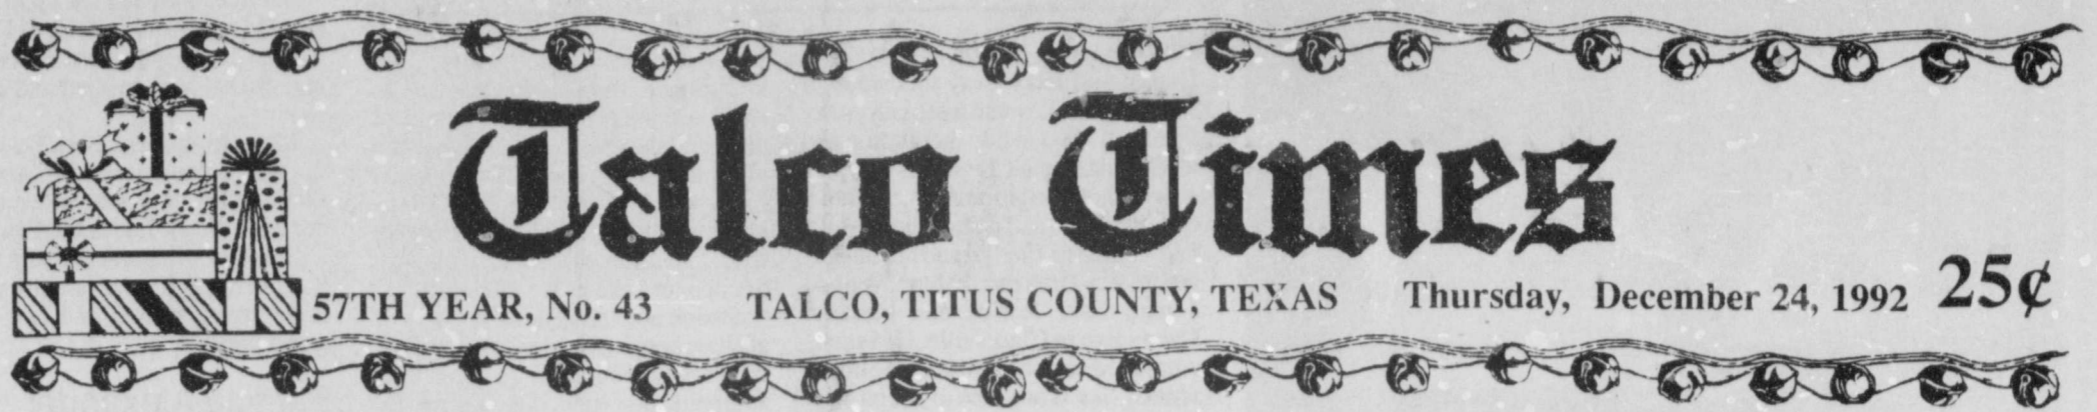 Talco Times
57TH YEAR, No. 43 TALCO, TITUS COUNTY, TEXAS Thursday, December 24, 1992 25¢